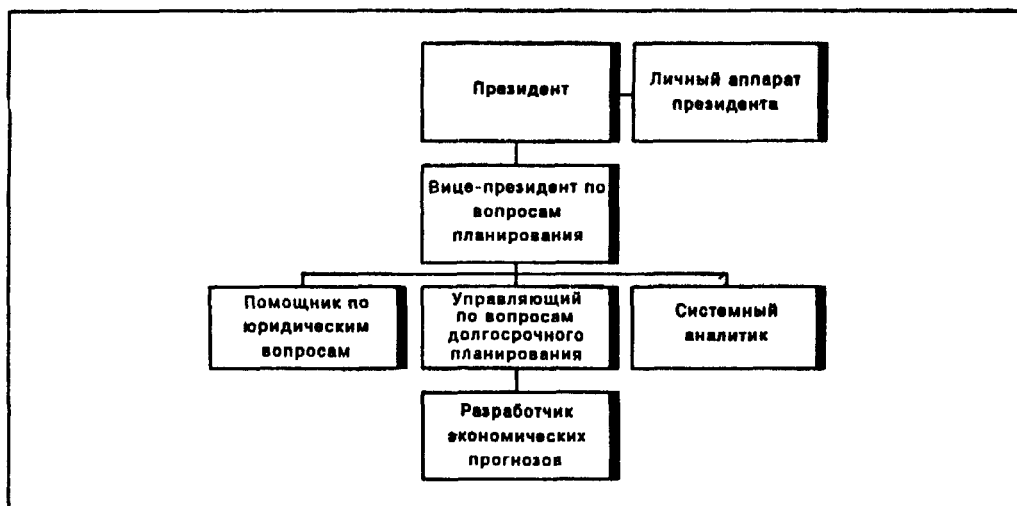 Президент
Личный аппарат
президента
Вице-президент по
вопросам
планирования
Помощник по
юридическим
вопросам
Управляющий
по вопросам
долгосрочного
планирования
Системный
аналитик
Разработчик
экономических
прогнозов